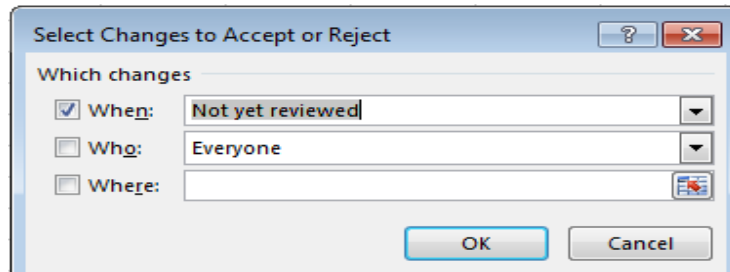 Select Changes to Accept or Reject
Which changes
When: Not yet reviewed
Who: Everyone
Where:
OK Cancel